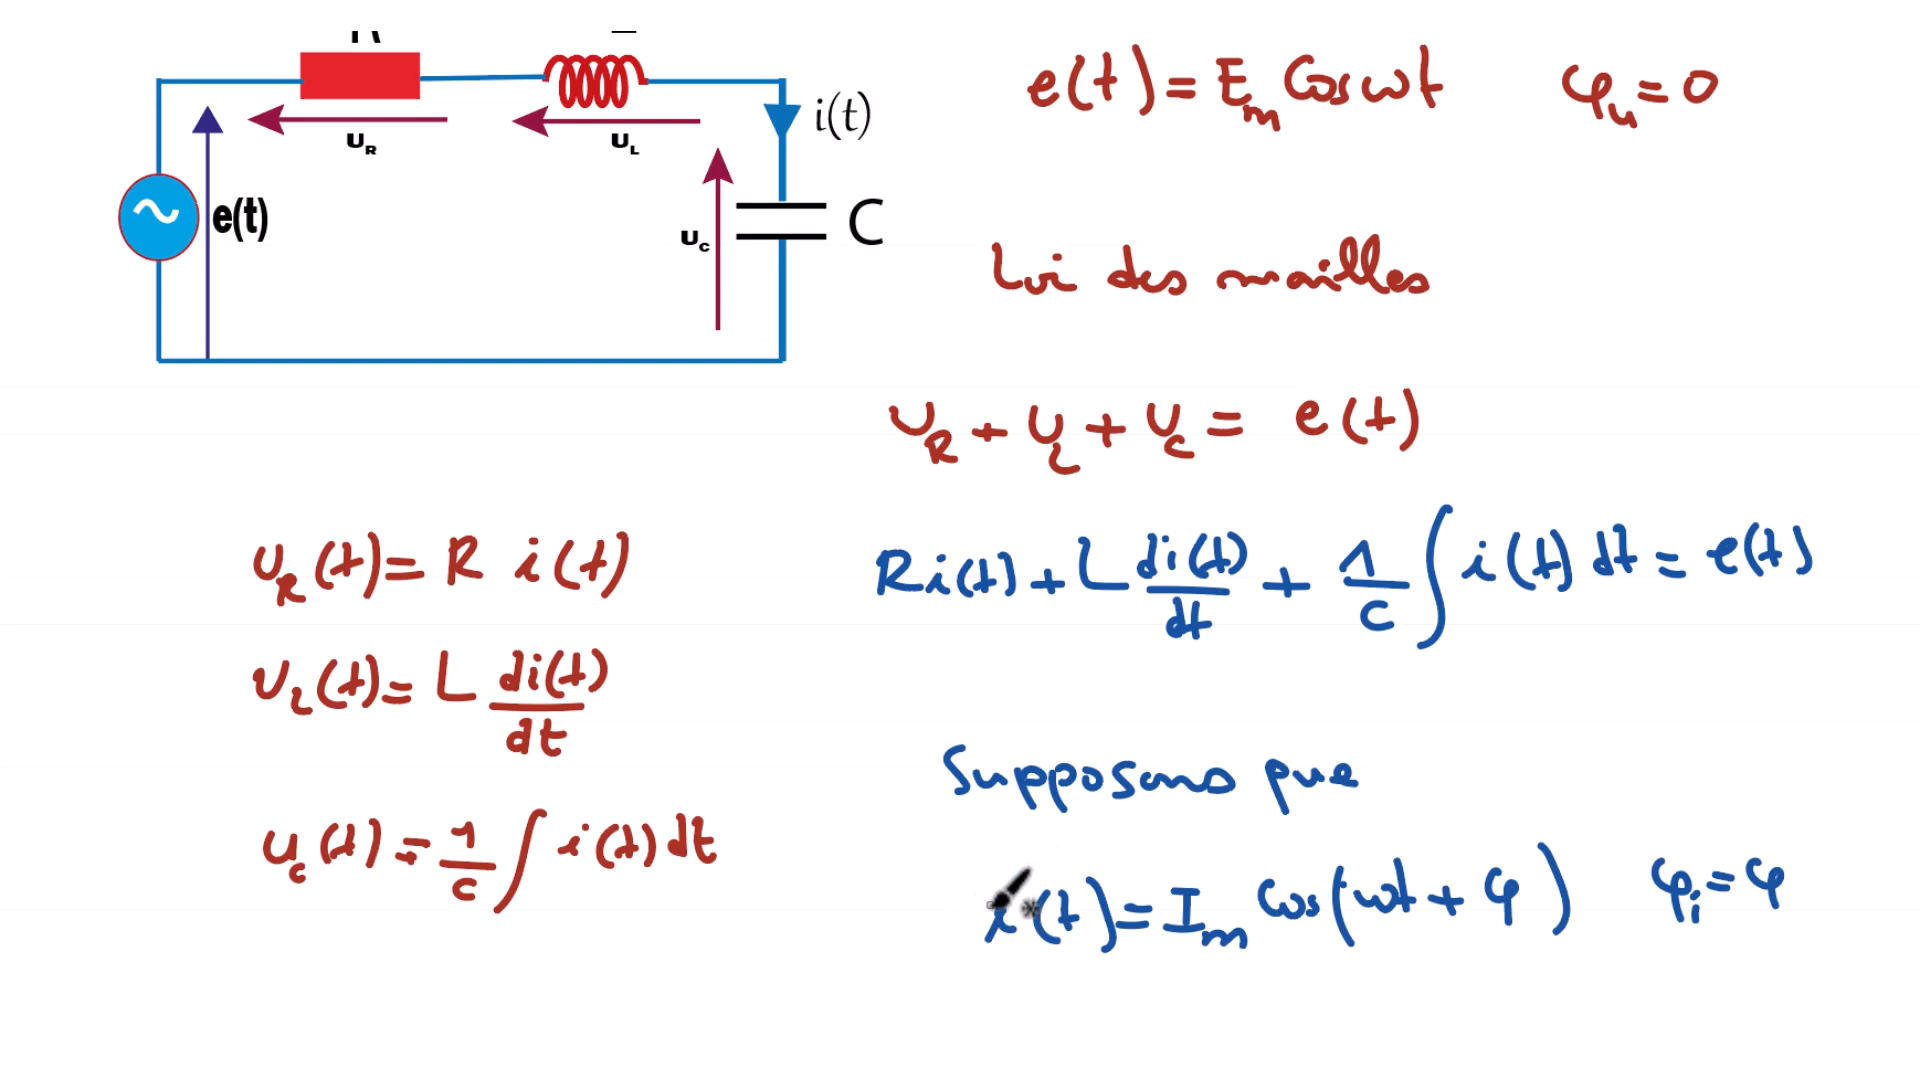 e(t) = E_m Cos ωt    φ_u = 0
U_R
U_L
i(t)
e(t)
U_c
C
Loi des mailles
U_R + U_L + U_C = e(t)
U_R(t) = R i(t)
Ri(t) + L di(t)/dt + 1/C ∫ i(t) dt = e(t)
U_L(t) = L di(t)/dt
Supposons que
U_c(t) = 1/C ∫ i(t) dt
i(t) = I_m Cos(ωt + φ)    φ_i = φ